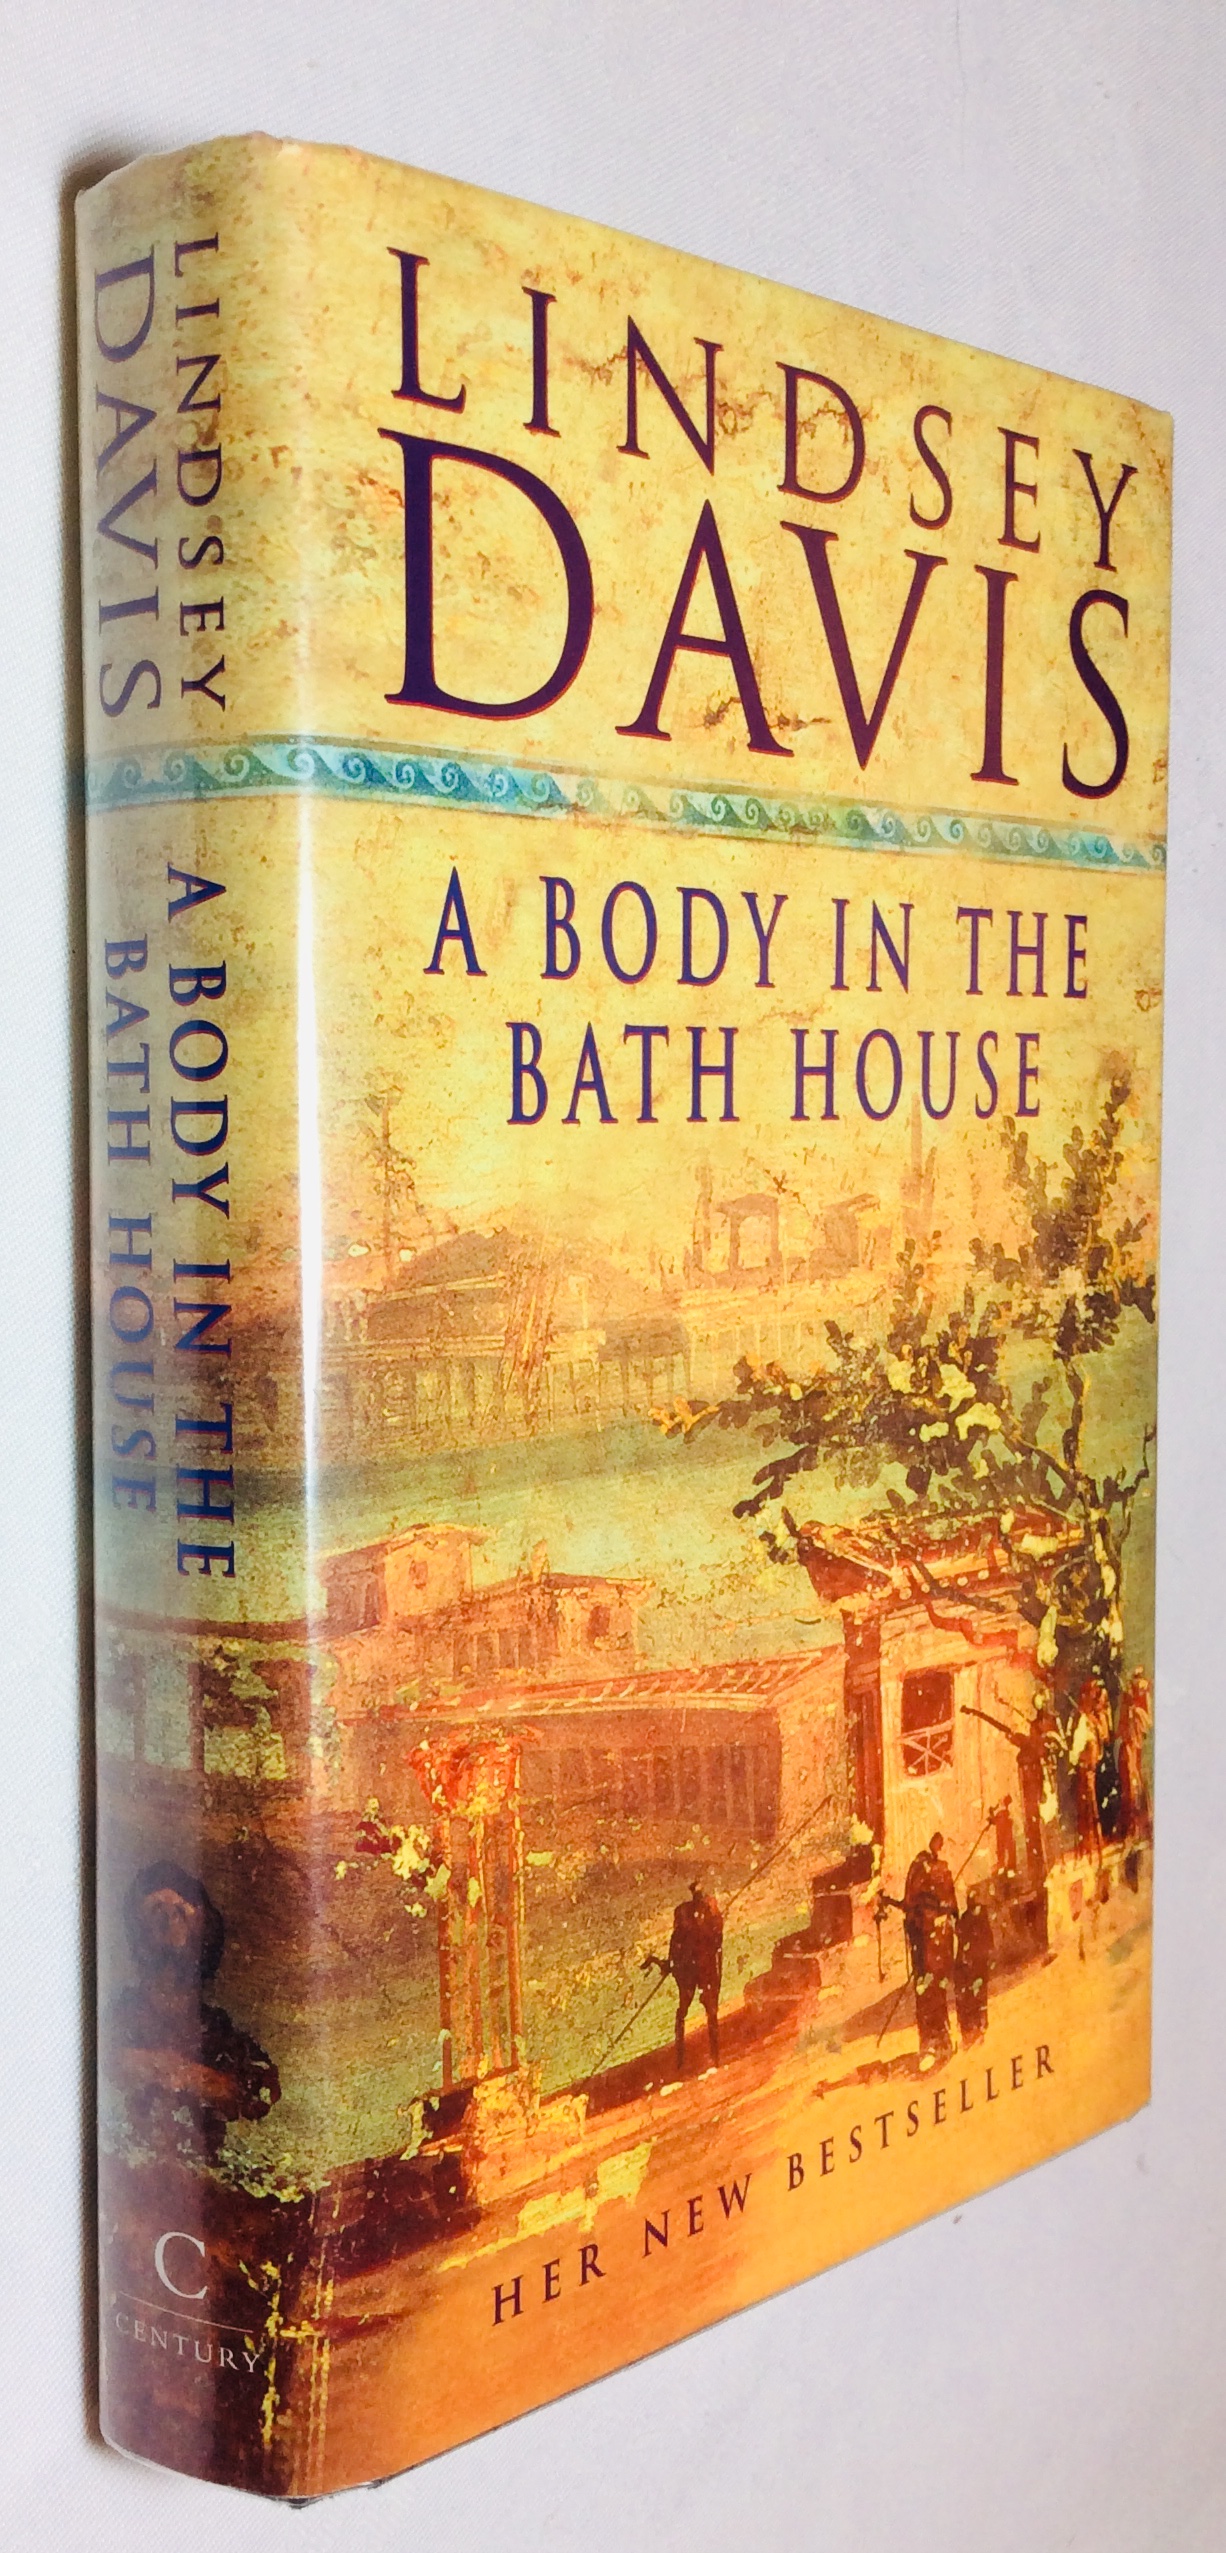 LINDSEY
DAVIS
A BODY IN THE
BATH HOUSE
HER NEW BESTSELLER
LINDSEY
DAVIS
A BODY IN THE
BATH HOUSE
C
CENTURY